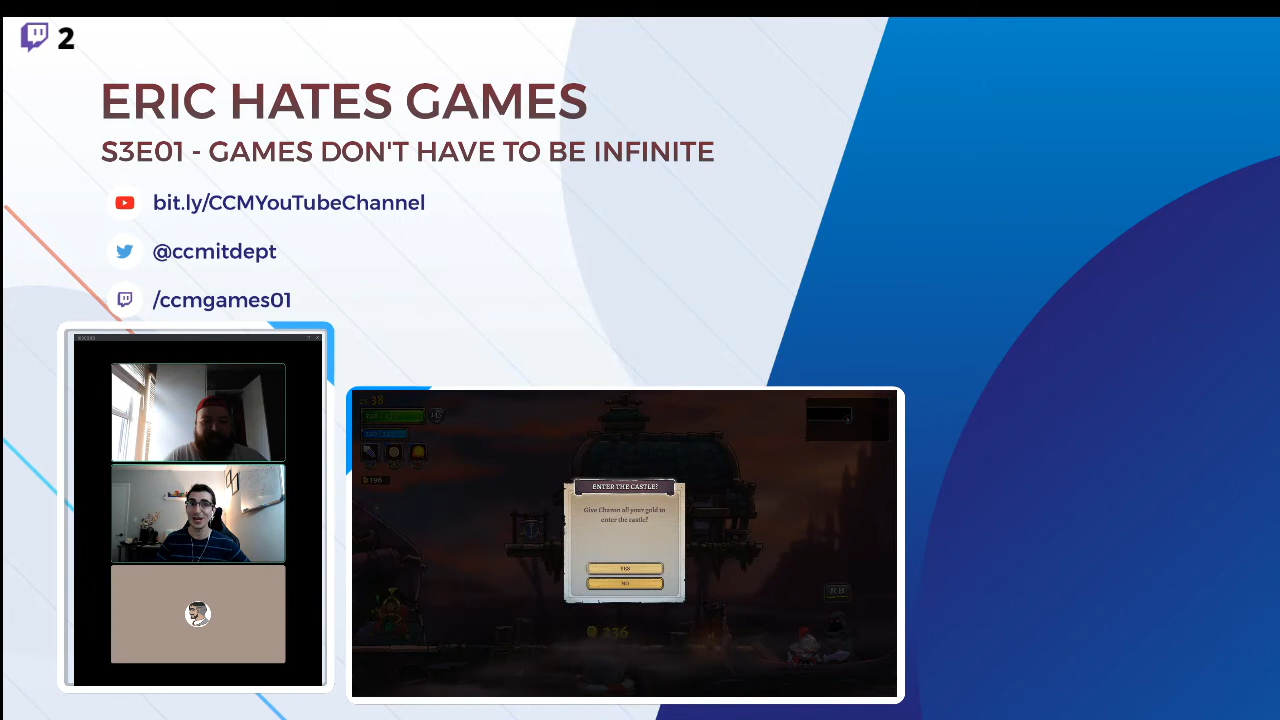 2
ERIC HATES GAMES
S3E01 - GAMES DON'T HAVE TO BE INFINITE
bit.ly/CCMYouTubeChannel
@ccmitdept
/ccmgames01
38
ENTER THE CASTLE?
Give Charon all your gold to
enter the castle?
YES
NO
236